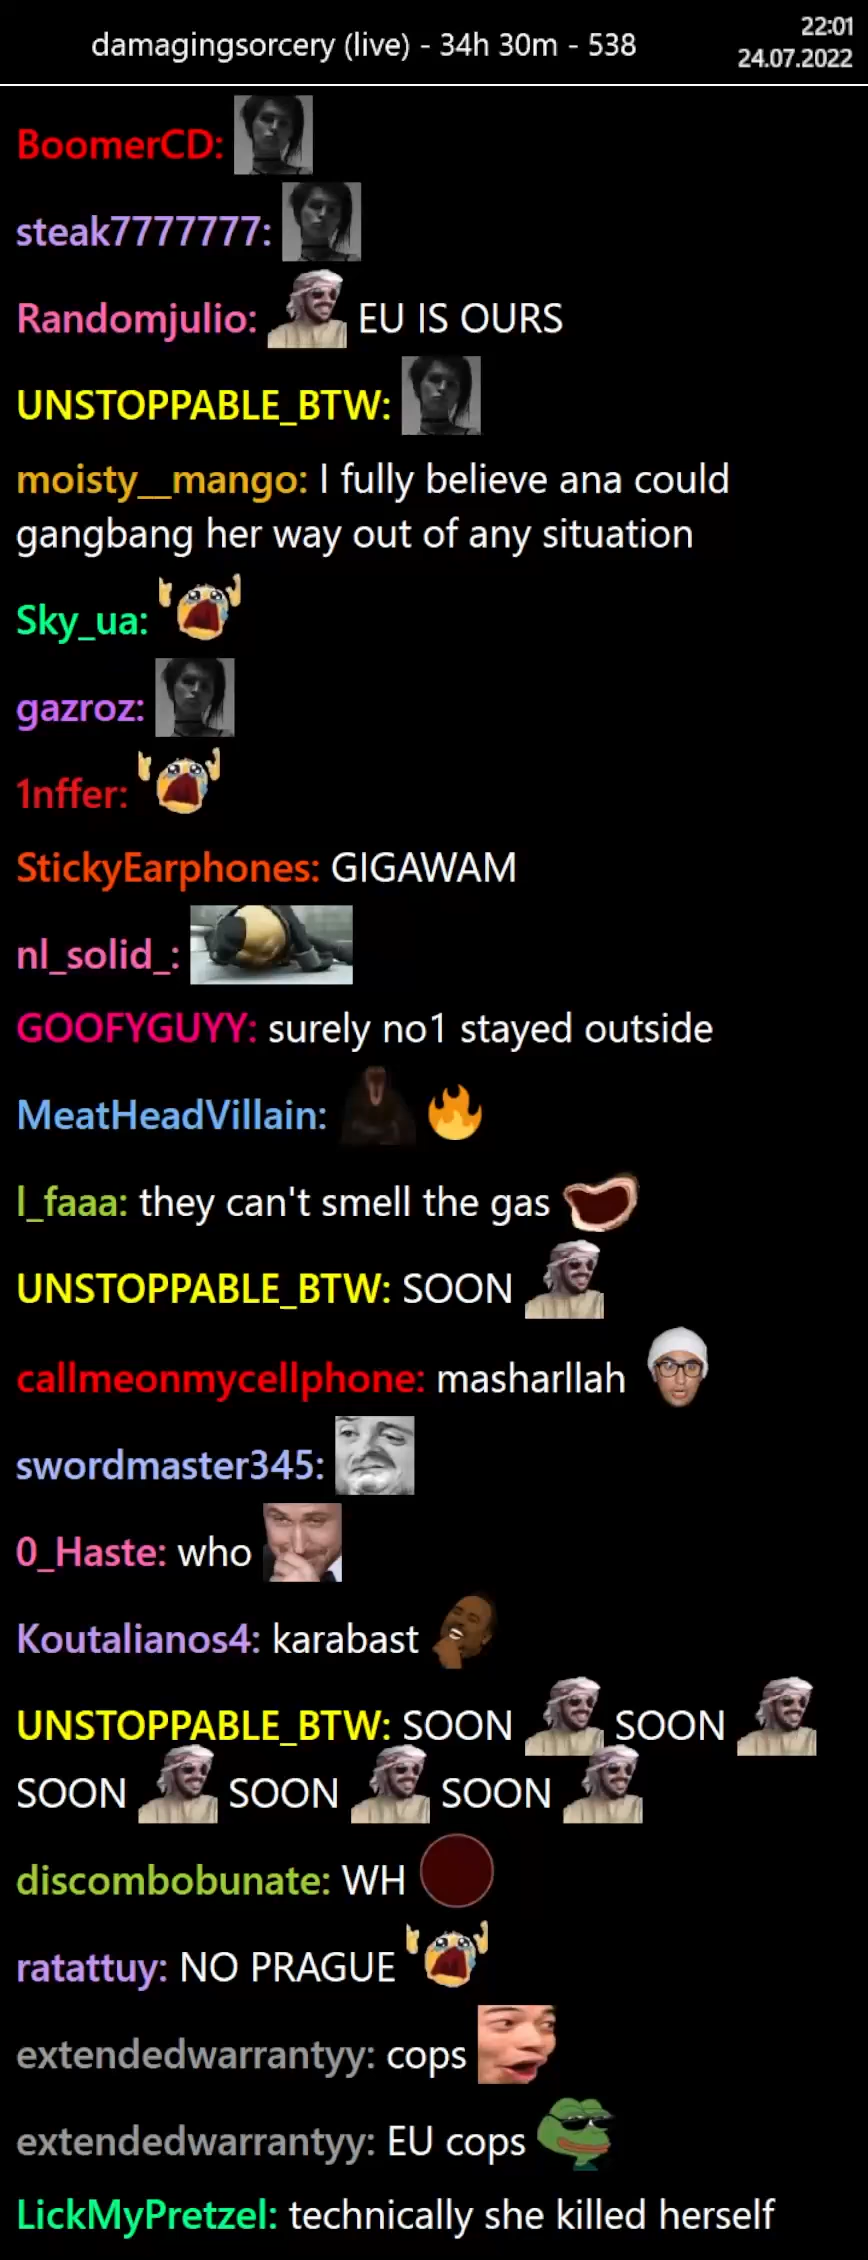 damagingsorcery (live) - 34h 30m - 538
22:01
24.07.2022
BoomerCD:
steak7777777:
Randomjulio: EU IS OURS
UNSTOPPABLE_BTW:
moisty__mango: I fully believe ana could
gangbang her way out of any situation
Sky_ua:
gazroz:
1nffer:
StickyEarphones: GIGAWAM
nl_solid_:
GOOFYGUYY: surely no1 stayed outside
MeatHeadVillain:
l_faaa: they can't smell the gas
UNSTOPPABLE_BTW: SOON
callmeonmycellphone: masharllah
swordmaster345:
0_Haste: who
Koutalianos4: karabast
UNSTOPPABLE_BTW: SOON SOON
SOON SOON SOON
discombobunate: WH
ratattuy: NO PRAGUE
extendedwarrantyy: cops
extendedwarrantyy: EU cops
LickMyPretzel: technically she killed herself